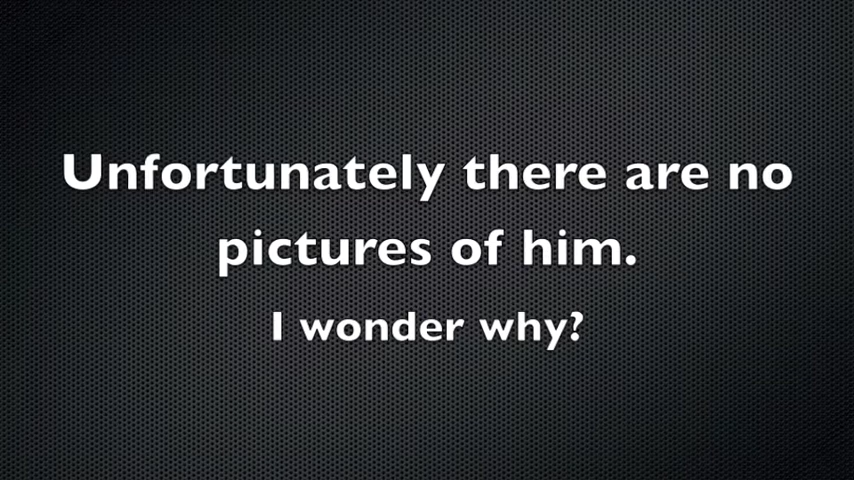 Unfortunately there are no
pictures of him.
I wonder why?